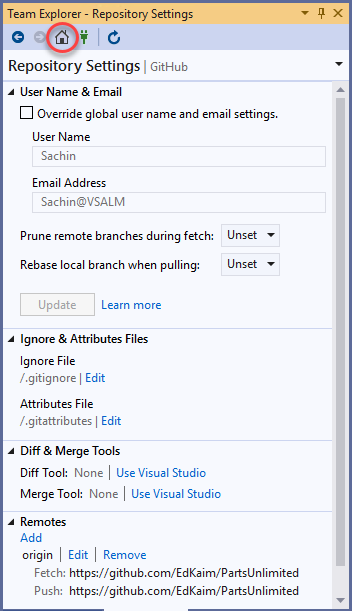 Team Explorer - Repository Settings
Repository Settings | GitHub
User Name & Email
Override global user name and email settings.
User Name
Sachin
Email Address
Sachin@VSALM
Prune remote branches during fetch: Unset
Rebase local branch when pulling: Unset
Update Learn more
Ignore & Attributes Files
Ignore File
/.gitignore | Edit
Attributes File
/.gitattributes | Edit
Diff & Merge Tools
Diff Tool: None | Use Visual Studio
Merge Tool: None | Use Visual Studio
Remotes
Add
origin | Edit | Remove
Fetch: https://github.com/EdKaim/PartsUnlimited
Push: https://github.com/EdKaim/PartsUnlimited